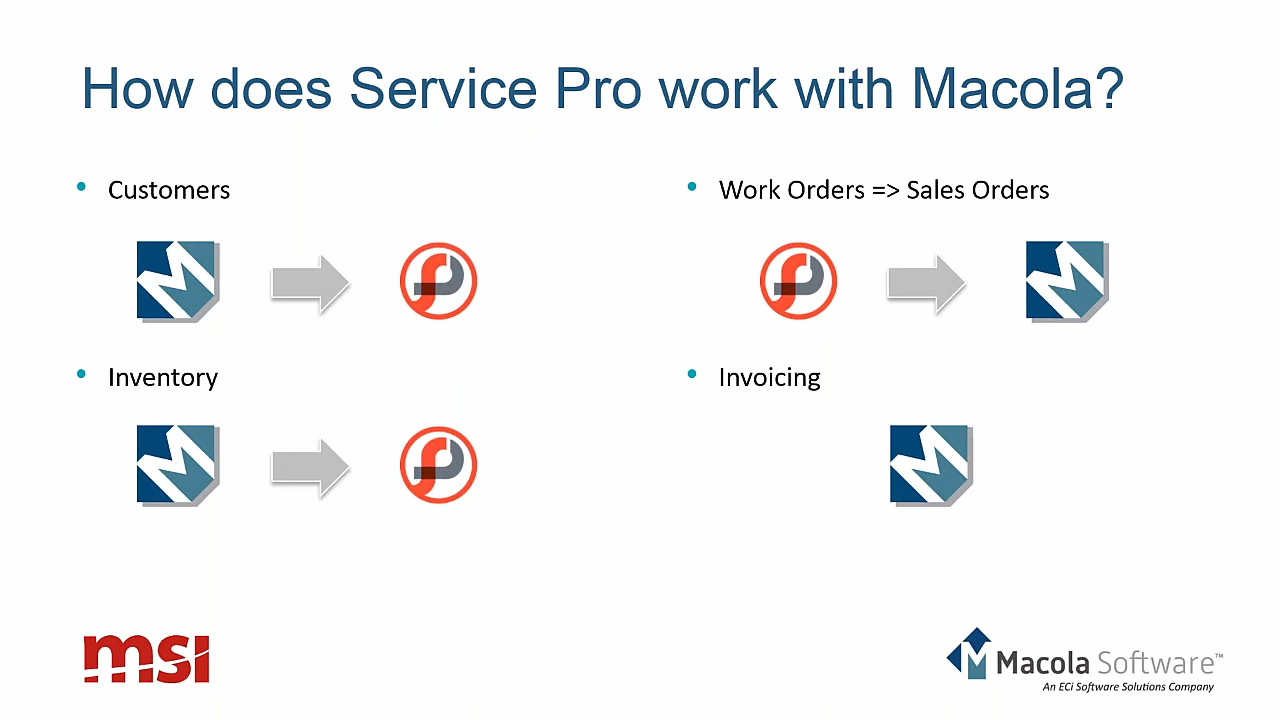 How does Service Pro work with Macola?
• Customers
• Inventory
• Work Orders => Sales Orders
• Invoicing
msi
Macola Software™
An ECi Software Solutions Company